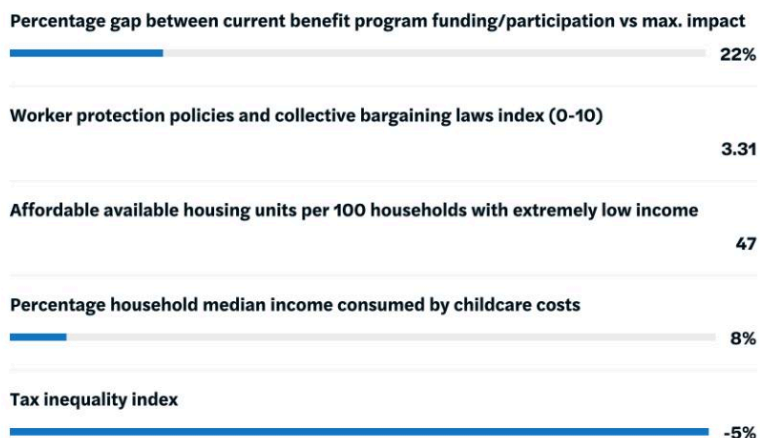 Percentage gap between current benefit program funding/participation vs max. impact
22%
Worker protection policies and collective bargaining laws index (0-10)
3.31
Affordable available housing units per 100 households with extremely low income
47
Percentage household median income consumed by childcare costs
8%
Tax inequality index
-5%